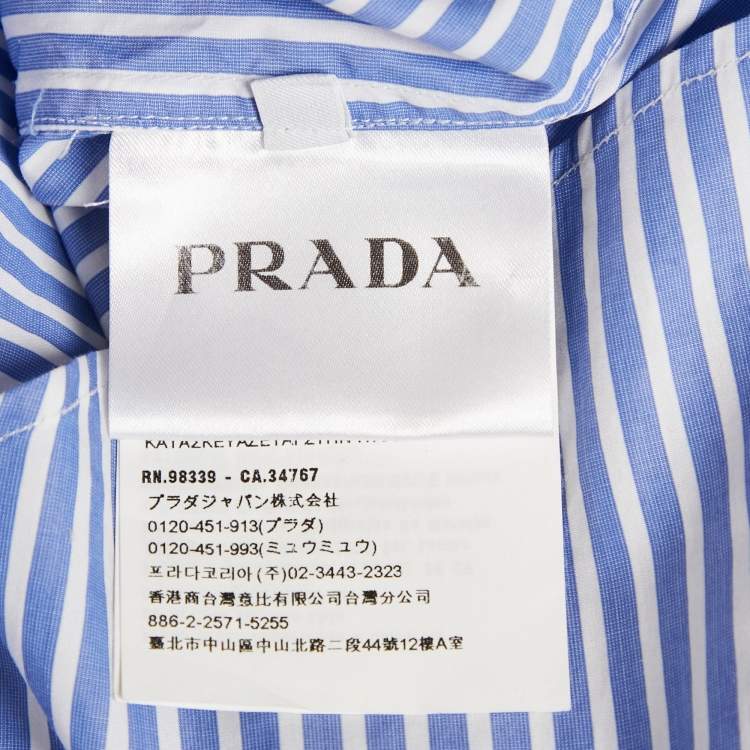 PRADA
RN.98339 - CA.34767
プラダジャパン株式会社
0120-451-913(プラダ)
0120-451-993(ミュウミュウ)
프라다코리아(주)02-3443-2323
香港商台灣意比有限公司台灣分公司
886-2-2571-5255
臺北市中山區中山北路二段44號12樓A室